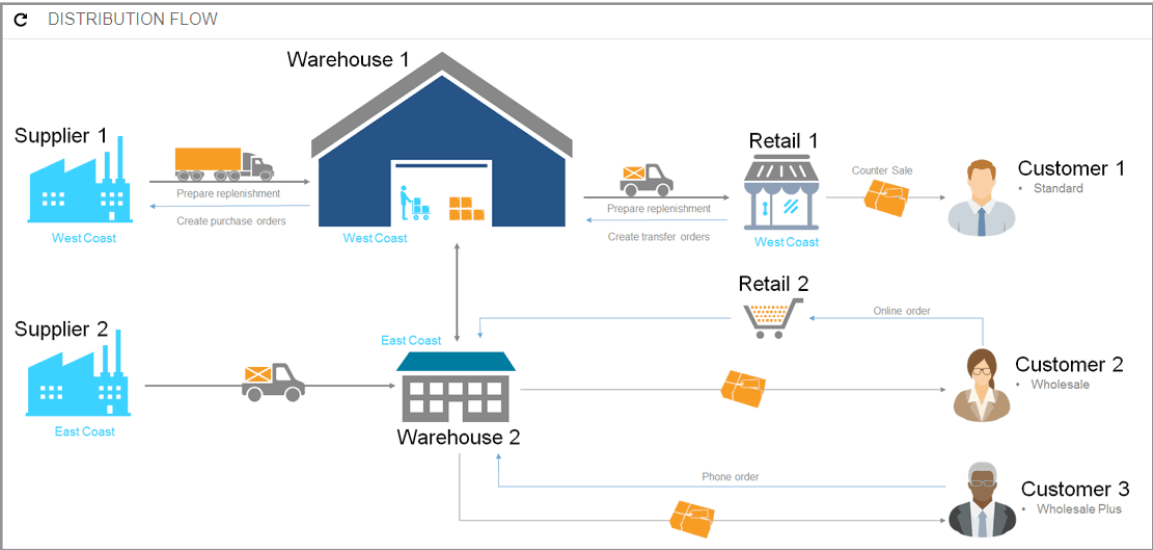 DISTRIBUTION FLOW
Warehouse 1
Supplier 1
Prepare replenishment
Create purchase orders
West Coast
West Coast
Prepare replenishment
Create transfer orders
Retail 1
West Coast
Counter Sale
Customer 1
• Standard
Retail 2
Online order
Supplier 2
East Coast
East Coast
Warehouse 2
Customer 2
• Wholesale
Phone order
Customer 3
• Wholesale Plus